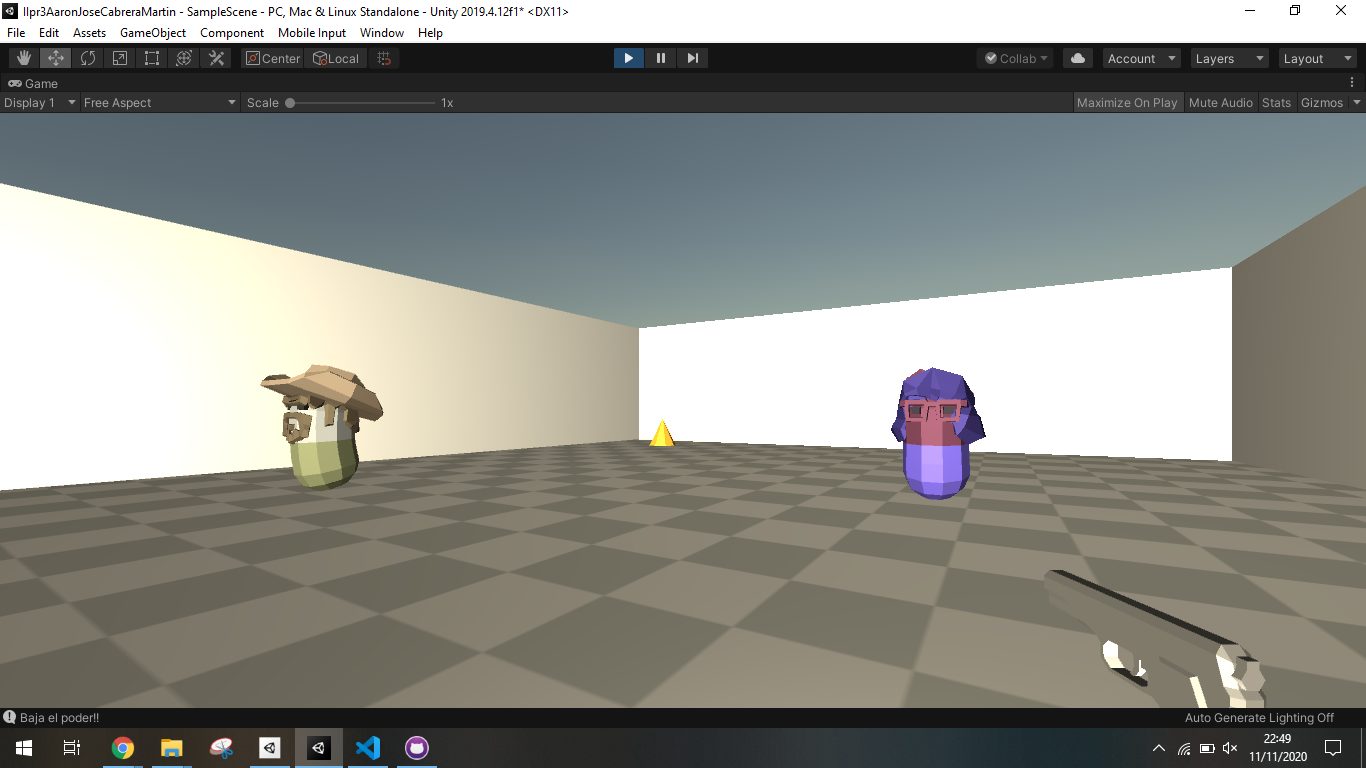 IIpr3AaronJoseCabreraMartin - SampleScene - PC, Mac & Linux Standalone - Unity 2019.4.12f1* <DX11>
File Edit Assets GameObject Component Mobile Input Window Help
Center Local Collab Account Layers Layout
Game
Display 1 Free Aspect Scale 1x Maximize On Play Mute Audio Stats Gizmos
Baja el poder!! Auto Generate Lighting Off
22:49
11/11/2020